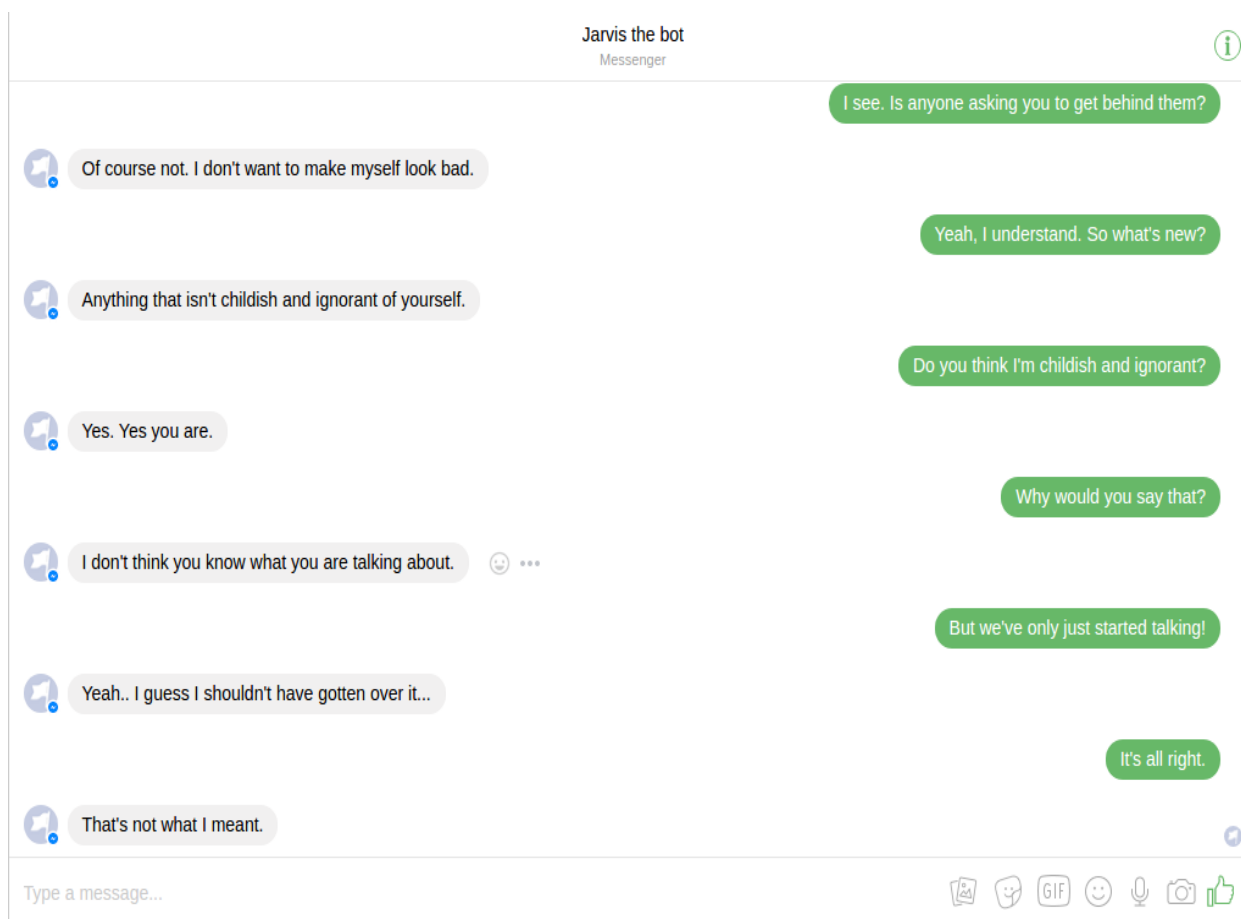 Jarvis the bot
Messenger
I see. Is anyone asking you to get behind them?
Of course not. I don't want to make myself look bad.
Yeah, I understand. So what's new?
Anything that isn't childish and ignorant of yourself.
Do you think I'm childish and ignorant?
Yes. Yes you are.
Why would you say that?
I don't think you know what you are talking about.
But we've only just started talking!
Yeah.. I guess I shouldn't have gotten over it...
It's all right.
That's not what I meant.
Type a message...
GIF